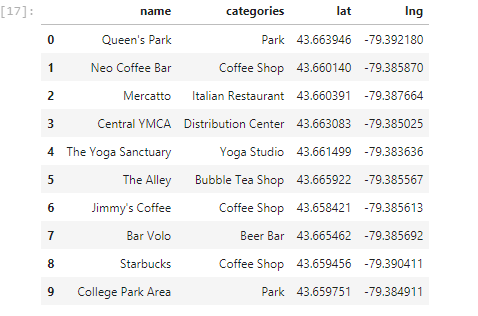 [17]:
name categories lat lng
0 Queen's Park Park 43.663946 -79.392180
1 Neo Coffee Bar Coffee Shop 43.660140 -79.385870
2 Mercatto Italian Restaurant 43.660391 -79.387664
3 Central YMCA Distribution Center 43.663083 -79.385025
4 The Yoga Sanctuary Yoga Studio 43.661499 -79.383636
5 The Alley Bubble Tea Shop 43.665922 -79.385567
6 Jimmy's Coffee Coffee Shop 43.658421 -79.385613
7 Bar Volo Beer Bar 43.665462 -79.385692
8 Starbucks Coffee Shop 43.659456 -79.390411
9 College Park Area Park 43.659751 -79.384911